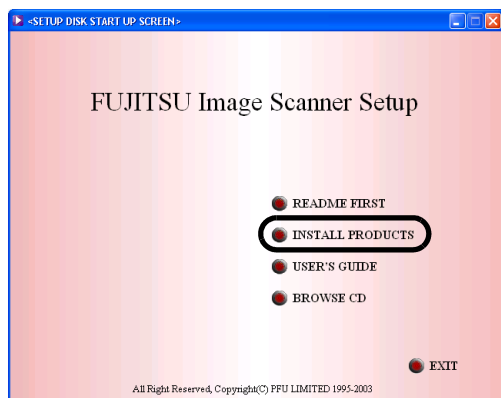 <SETUP DISK START UP SCREEN>
FUJITSU Image Scanner Setup
README FIRST
INSTALL PRODUCTS
USER'S GUIDE
BROWSE CD
EXIT
All Right Reserved, Copyright(C) PFU LIMITED 1995-2003